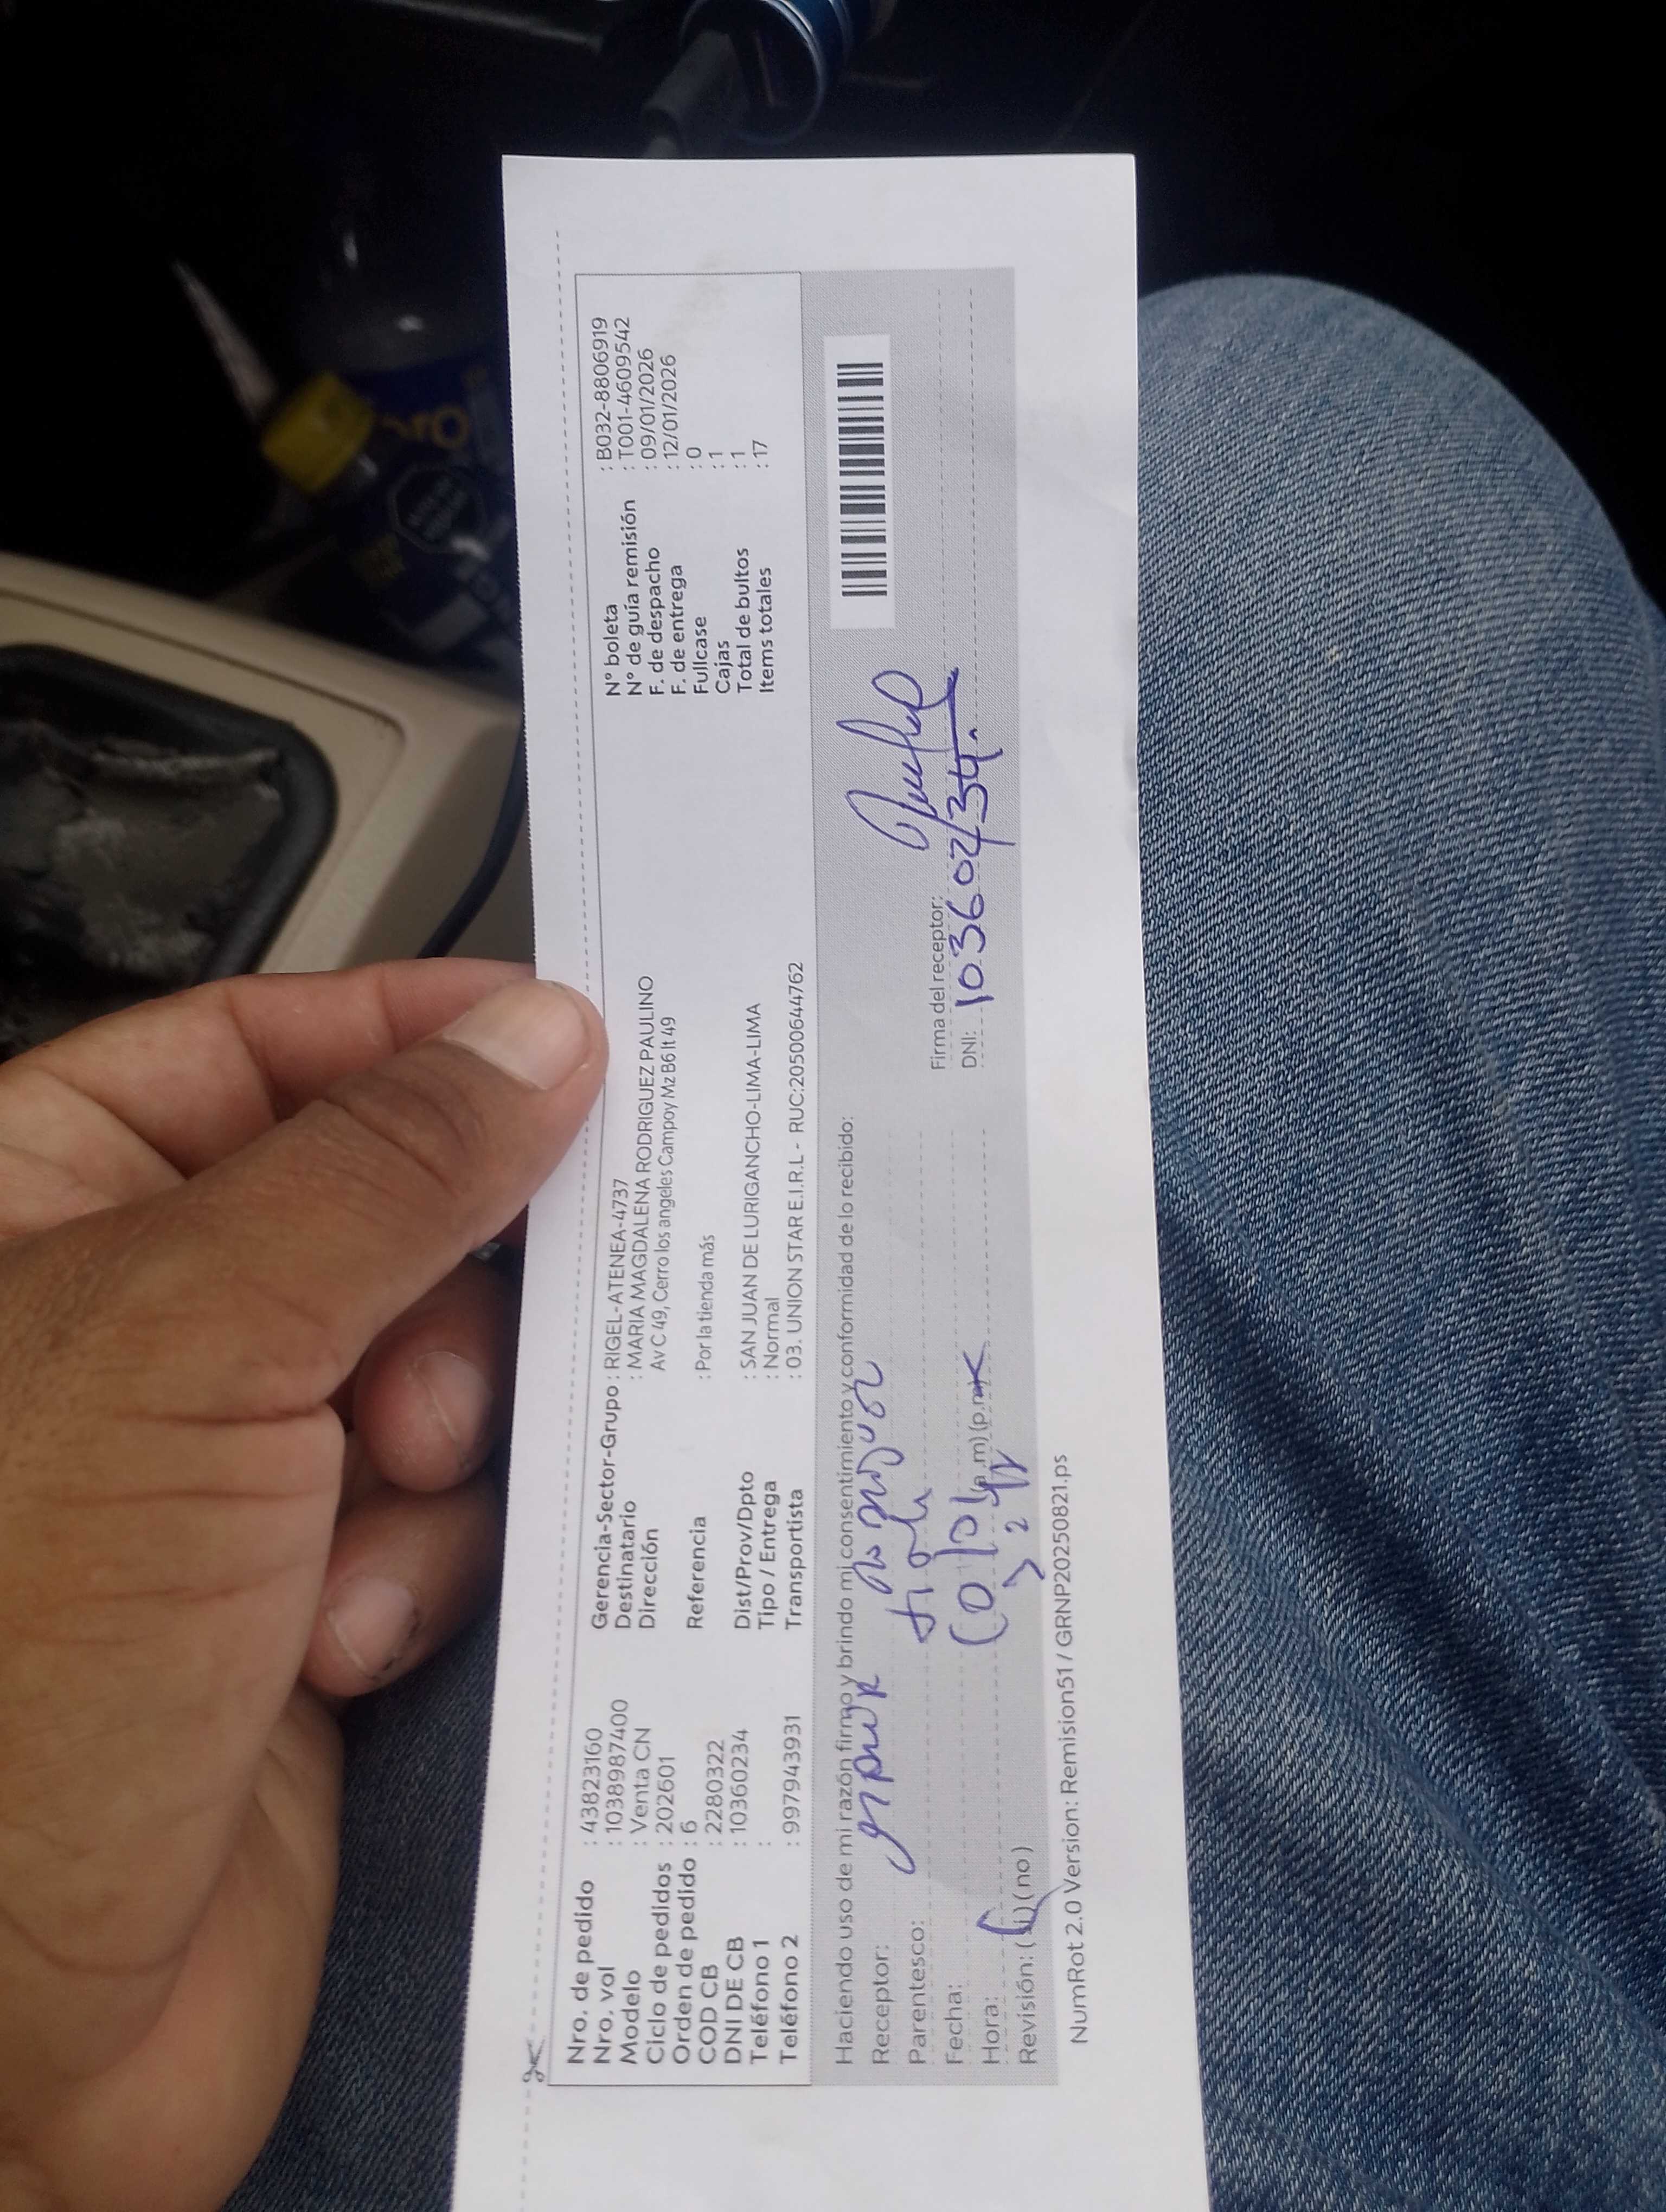 Nro. de pedido : 43823160
Nro. vol : 1038987400
Modelo : Venta CN
Ciclo de pedidos : 202601
Orden de pedido : 6
COD CB : 2280322
DNI DE CB : 10360234
Teléfono 1 :
Teléfono 2 : 997943931
Gerencia-Sector-Grupo : RIGEL-ATENEA-4737
Destinatario : MARIA MAGDALENA RODRIGUEZ PAULINO
Dirección Av C 49, Cerro los angeles Campoy Mz B6 lt 49
Referencia : Por la tienda más
Dist/Prov/Dpto : SAN JUAN DE LURIGANCHO-LIMA-LIMA
Tipo / Entrega : Normal
Transportista : 03. UNION STAR E.I.R.L - RUC:20500644762
N° boleta : B032-8806919
N° de guía remisión : T001-4609542
F. de despacho : 09/01/2026
F. de entrega : 12/01/2026
Fullcase : 0
Cajas : 1
Total de bultos : 1
Items totales : 17
Haciendo uso de mi razón firmo y brindo mi consentimiento y conformidad de lo recibido:
Receptor:
Parentesco:
Fecha:
Hora: (a.m) (p.m)
Revisión: (si) (no)
Firma del receptor:
DNI: 10360234
NumRot 2.0 Version: Remision51 / GRNP20250821.ps